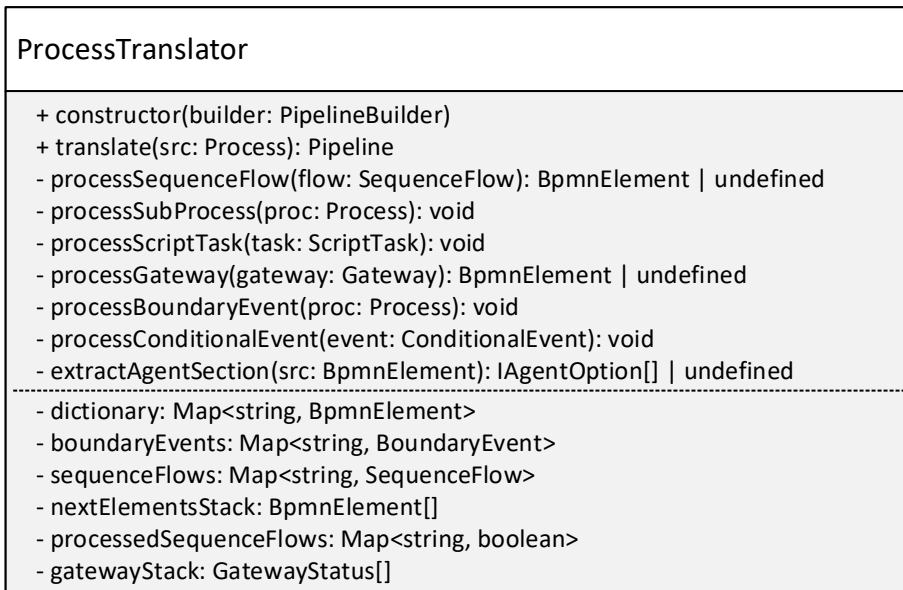 ProcessTranslator
+ constructor(builder: PipelineBuilder)
+ translate(src: Process): Pipeline
- processSequenceFlow(flow: SequenceFlow): BpmnElement | undefined
- processSubProcess(proc: Process): void
- processScriptTask(task: ScriptTask): void
- processGateway(gateway: Gateway): BpmnElement | undefined
- processBoundaryEvent(proc: Process): void
- processConditionalEvent(event: ConditionalEvent): void
- extractAgentSection(src: BpmnElement): IAgentOption[] | undefined
- dictionary: Map<string, BpmnElement>
- boundaryEvents: Map<string, BoundaryEvent>
- sequenceFlows: Map<string, SequenceFlow>
- nextElementsStack: BpmnElement[]
- processedSequenceFlows: Map<string, boolean>
- gatewayStack: GatewayStatus[]